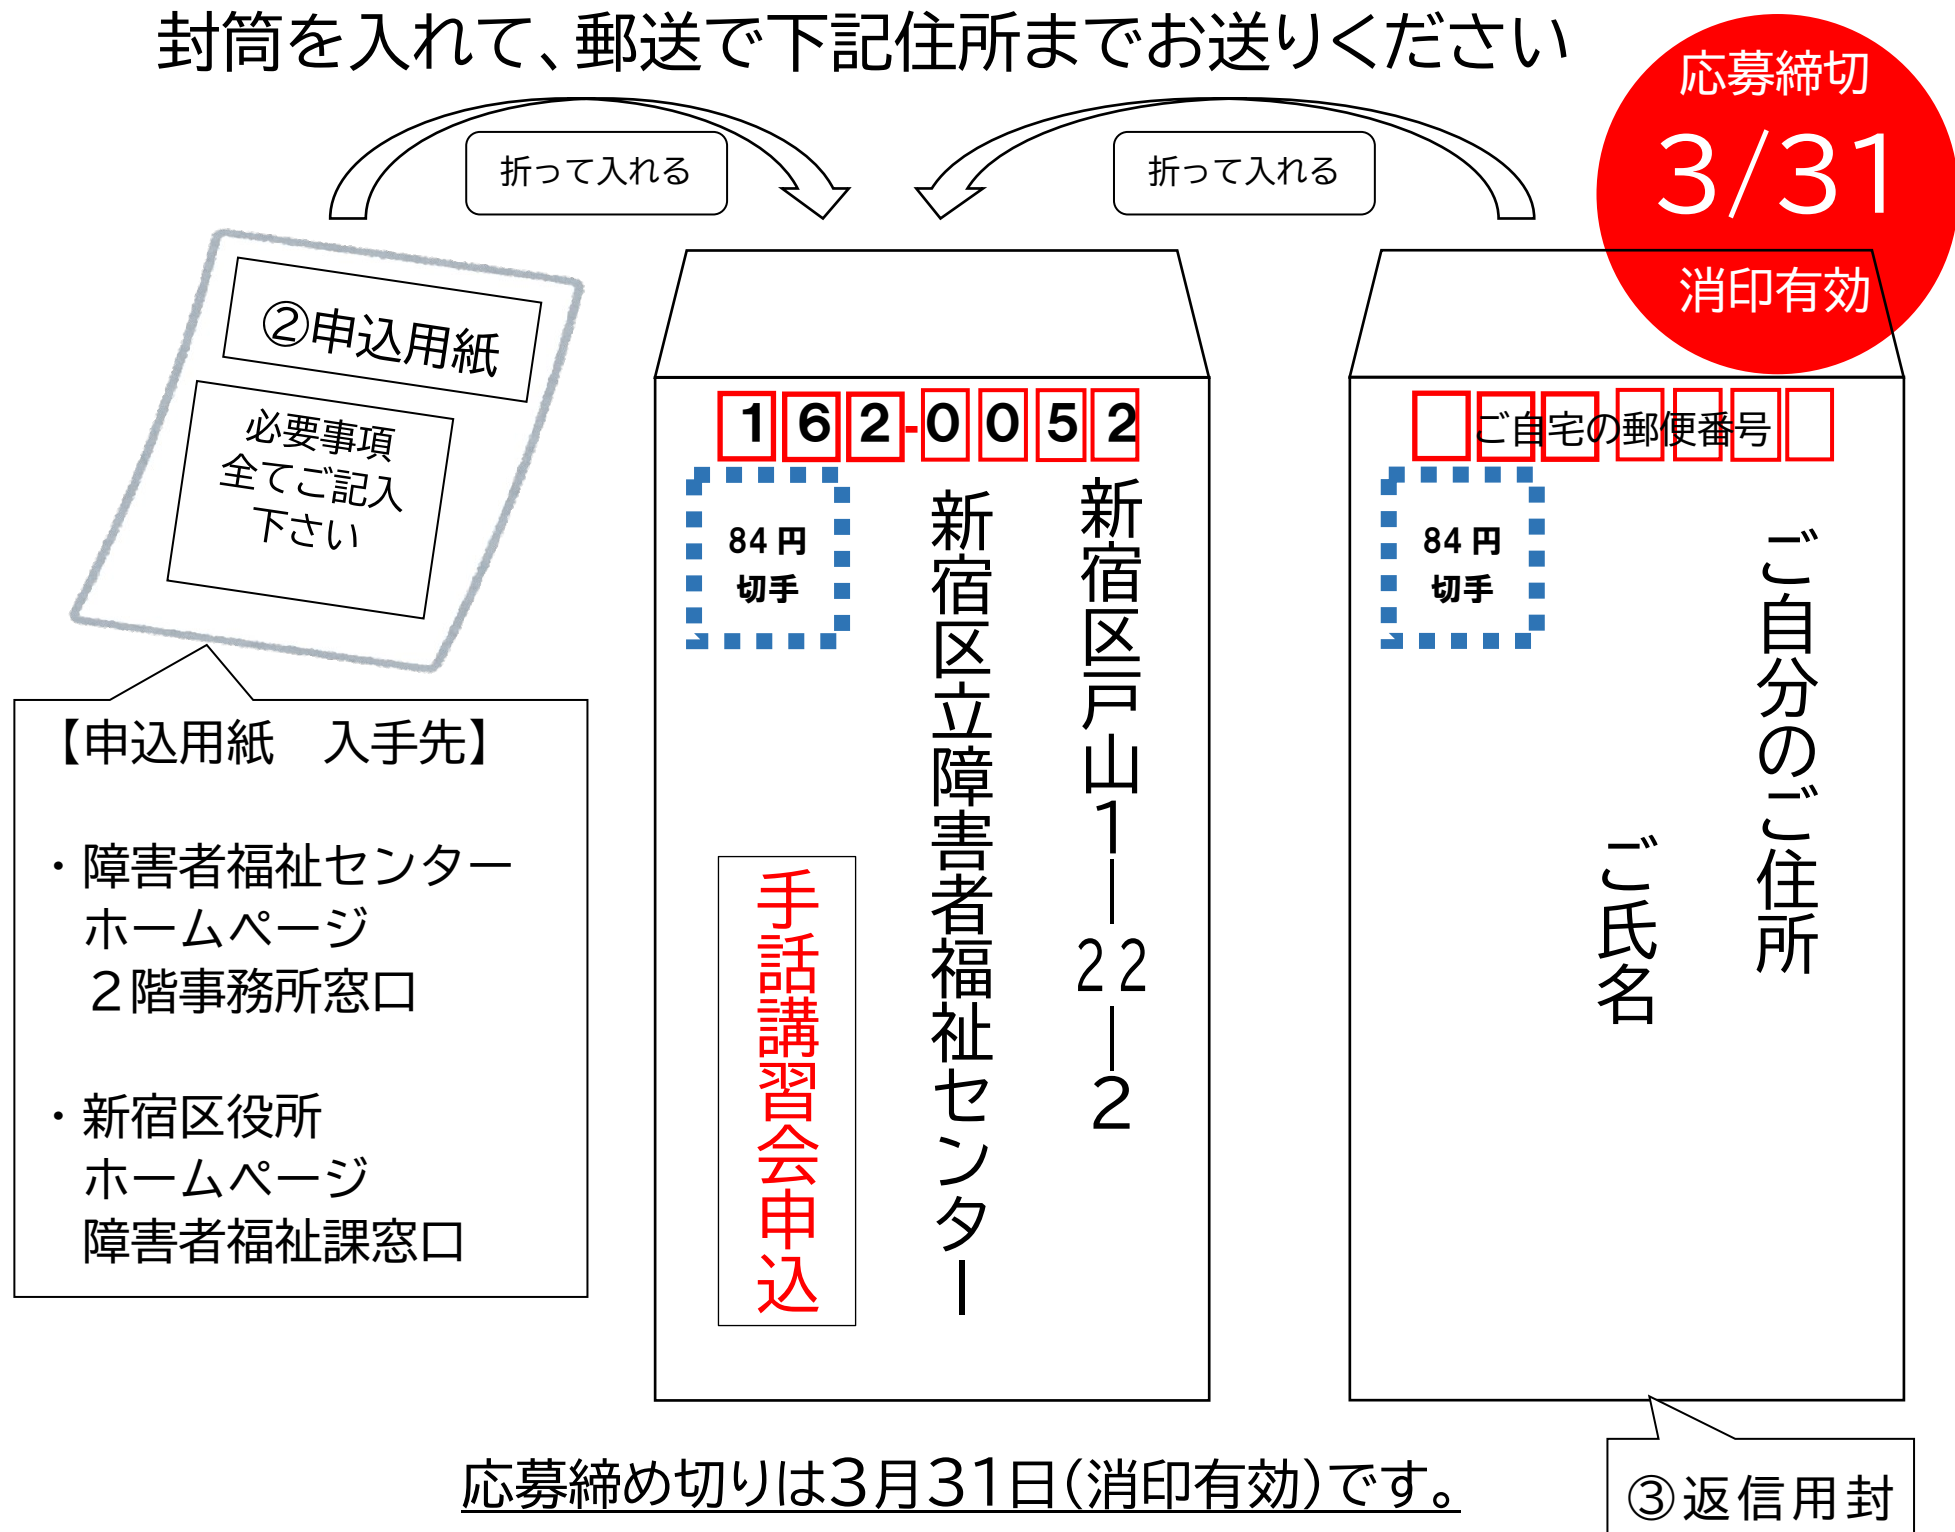 封筒を入れて、郵送で下記住所までお送りください
応募締切
3/31
消印有効
折って入れる
折って入れる
②申込用紙
必要事項
全てご記入
下さい
【申込用紙　入手先】
・障害者福祉センター
ホームページ
２階事務所窓口
・新宿区役所
ホームページ
障害者福祉課窓口
162-0052
84円
切手
新宿区戸山1―22―2
新宿区立障害者福祉センター
手話講習会申込
ご自宅の郵便番号
84円
切手
ご自分のご住所
ご氏名
③返信用封
応募締め切りは3月31日(消印有効)です。